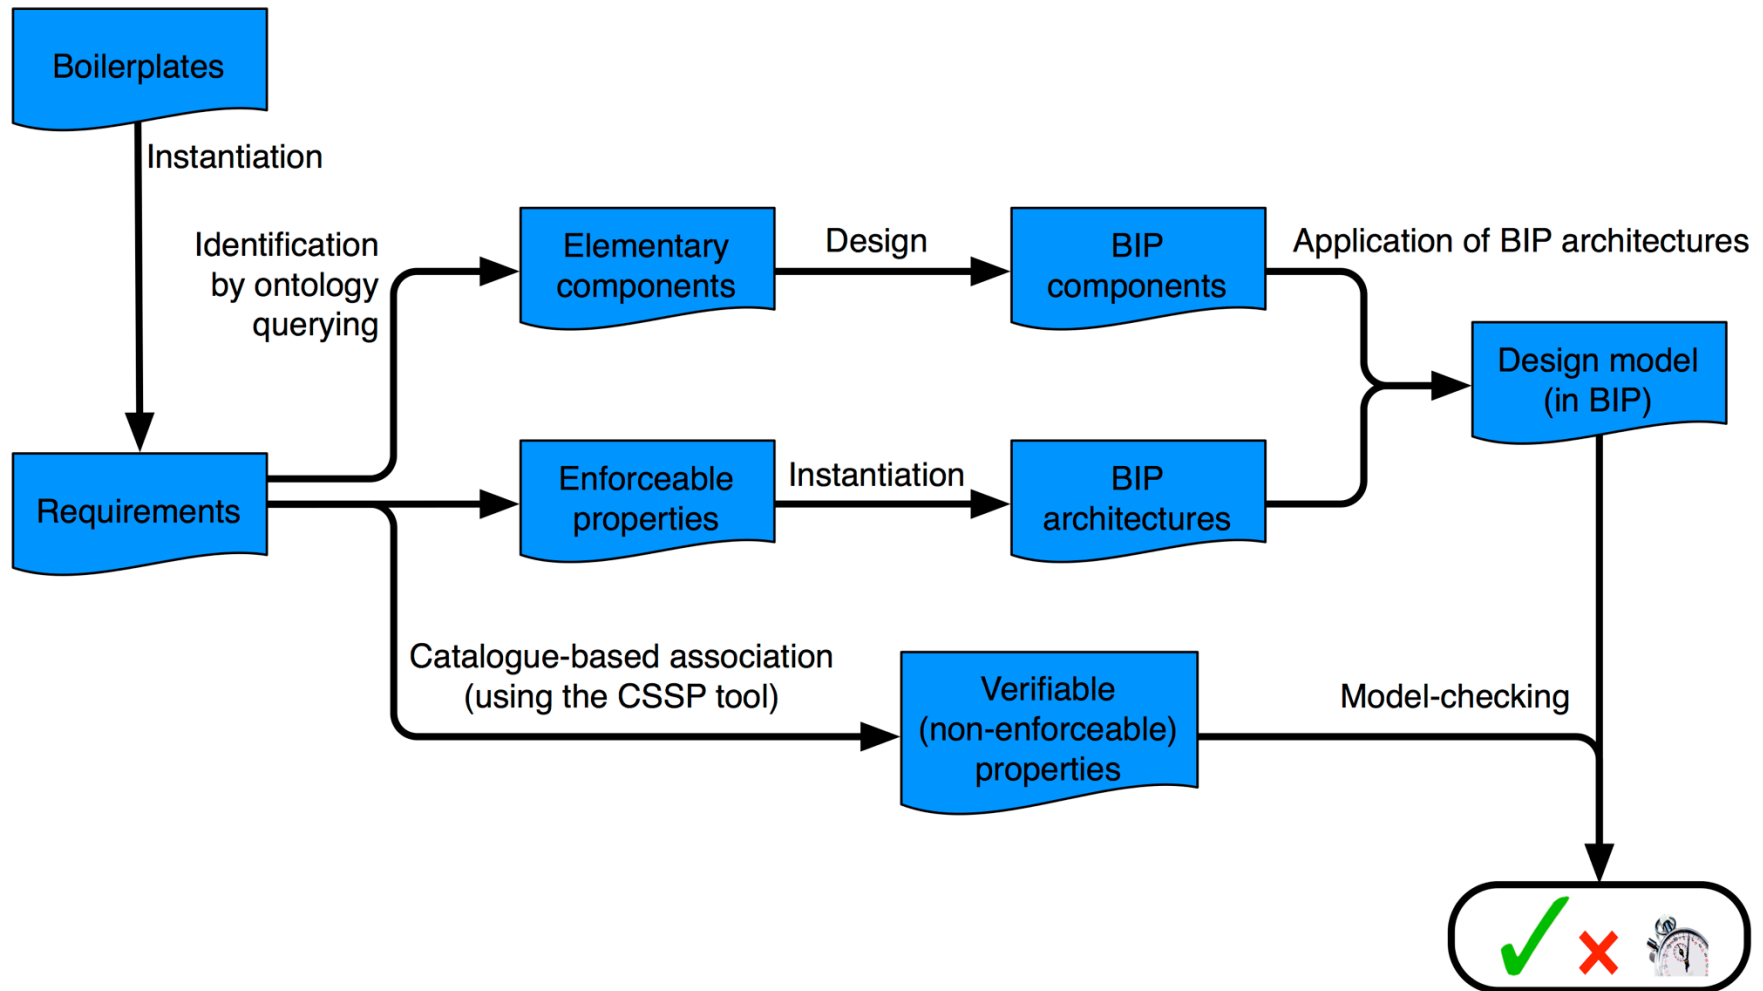 Boilerplates
Instantiation
Identification
by ontology
querying
Elementary
components
Design
BIP
components
Application of BIP architectures
Design model
(in BIP)
Requirements
Enforceable
properties
Instantiation
BIP
architectures
Catalogue-based association
(using the CSSP tool)
Verifiable
(non-enforceable)
properties
Model-checking